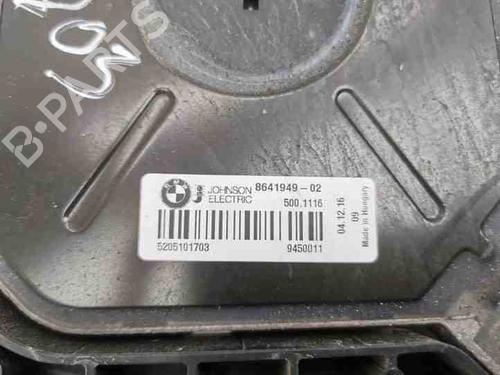 B-PARTS
JOHNSON ELECTRIC
8641949-02
500.1116
5205101703
9450011
04.12.16
09
Made in Hungary